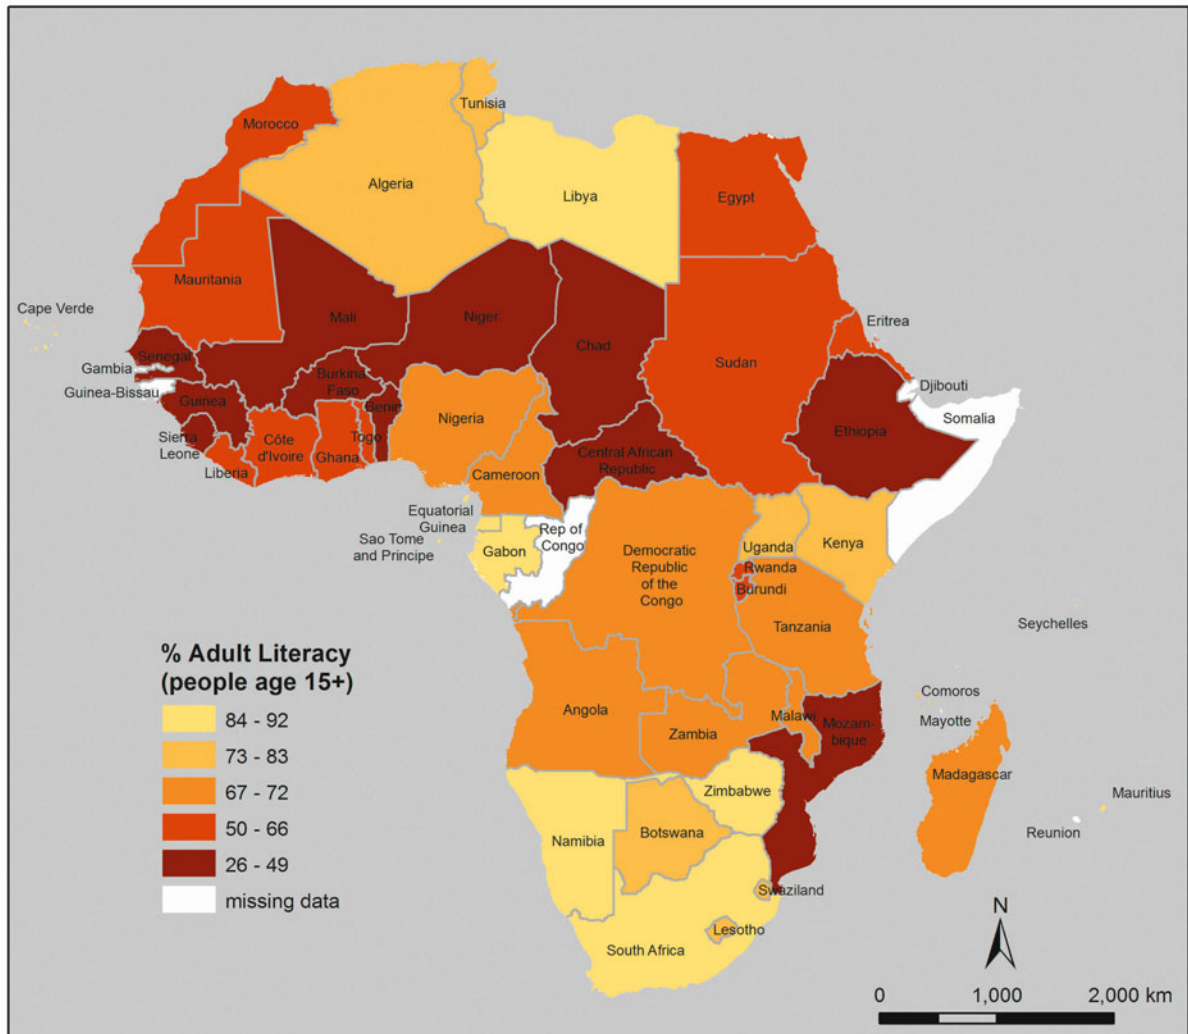 Tunisia
Morocco
Algeria
Libya
Egypt
Mauritania
Cape Verde
Mali
Niger
Chad
Eritrea
Sudan
Senegal
Gambia
Guinea-Bissau
Burkina
Faso
Djibouti
Guinea
Benin
Nigeria
Somalia
Ethiopia
Sierra
Leone
Côte
d'Ivoire
Togo
Ghana
Liberia
Central African
Republic
Cameroon
Equatorial
Guinea
Sao Tome
and Principe
Rep of
Congo
Gabon
Democratic
Republic
of the
Congo
Uganda
Kenya
Rwanda
Burundi
Tanzania
Seychelles
Comoros
Mayotte
Angola
Zambia
Malawi
Mozam-
bique
Madagascar
Zimbabwe
Mauritius
Namibia
Botswana
Reunion
Swaziland
Lesotho
South Africa
% Adult Literacy
(people age 15+)
84 - 92
73 - 83
67 - 72
50 - 66
26 - 49
missing data
N
0 1,000 2,000 km